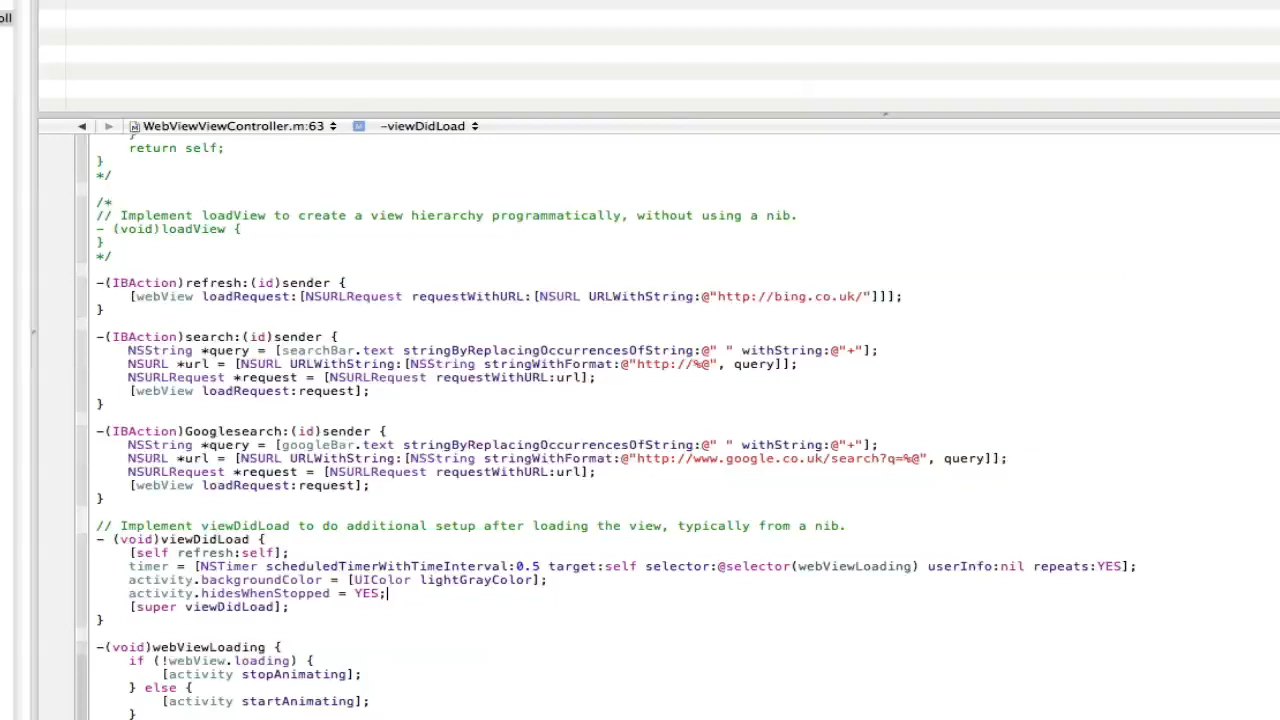 oll
WebViewViewController.m:63 -viewDidLoad
}
return self;
}
*/
/*
// Implement loadView to create a view hierarchy programmatically, without using a nib.
- (void)loadView {
}
*/
-(IBAction)refresh:(id)sender {
[webView loadRequest:[NSURLRequest requestWithURL:[NSURL URLWithString:@"http://bing.co.uk/"]]];
}
-(IBAction)search:(id)sender {
NSString *query = [searchBar.text stringByReplacingOccurrencesOfString:@" " withString:@"+"];
NSURL *url = [NSURL URLWithString:[NSString stringWithFormat:@"http://%@", query]];
NSURLRequest *request = [NSURLRequest requestWithURL:url];
[webView loadRequest:request];
}
-(IBAction)Googlesearch:(id)sender {
NSString *query = [googleBar.text stringByReplacingOccurrencesOfString:@" " withString:@"+"];
NSURL *url = [NSURL URLWithString:[NSString stringWithFormat:@"http://www.google.co.uk/search?q=%@", query]];
NSURLRequest *request = [NSURLRequest requestWithURL:url];
[webView loadRequest:request];
}
// Implement viewDidLoad to do additional setup after loading the view, typically from a nib.
- (void)viewDidLoad {
[self refresh:self];
timer = [NSTimer scheduledTimerWithTimeInterval:0.5 target:self selector:@selector(webViewLoading) userInfo:nil repeats:YES];
activity.backgroundColor = [UIColor lightGrayColor];
activity.hidesWhenStopped = YES;
[super viewDidLoad];
}
-(void)webViewLoading {
if (!webView.loading) {
[activity stopAnimating];
} else {
[activity startAnimating];
}